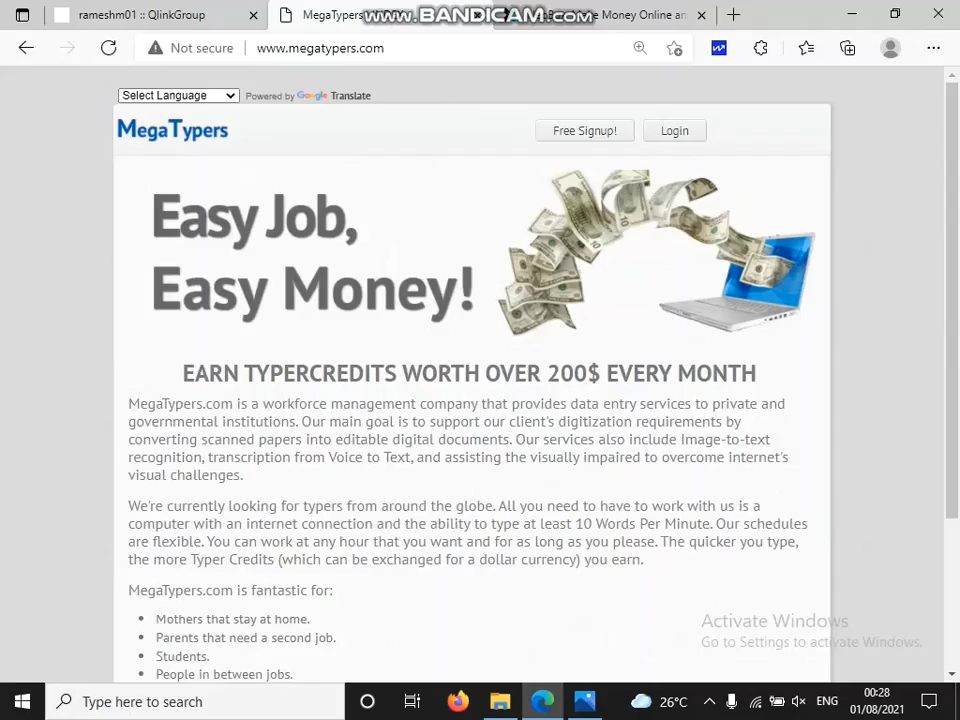 rameshm01 :: QlinkGroup
MegaTypers
www.BANDICAM.com
Make Money Online an
Not secure
www.megatypers.com
Select Language
Powered by Google Translate
MegaTypers
Free Signup!
Login
Easy Job,
Easy Money!
EARN TYPERCREDITS WORTH OVER 200$ EVERY MONTH
MegaTypers.com is a workforce management company that provides data entry services to private and
governmental institutions. Our main goal is to support our client's digitization requirements by
converting scanned papers into editable digital documents. Our services also include Image-to-text
recognition, transcription from Voice to Text, and assisting the visually impaired to overcome internet's
visual challenges.
We're currently looking for typers from around the globe. All you need to have to work with us is a
computer with an internet connection and the ability to type at least 10 Words Per Minute. Our schedules
are flexible. You can work at any hour that you want and for as long as you please. The quicker you type,
the more Typer Credits (which can be exchanged for a dollar currency) you earn.
MegaTypers.com is fantastic for:
Mothers that stay at home.
Parents that need a second job.
Students.
People in between jobs.
Activate Windows
Go to Settings to activate Windows.
Type here to search
26°C
ENG
00:28
01/08/2021